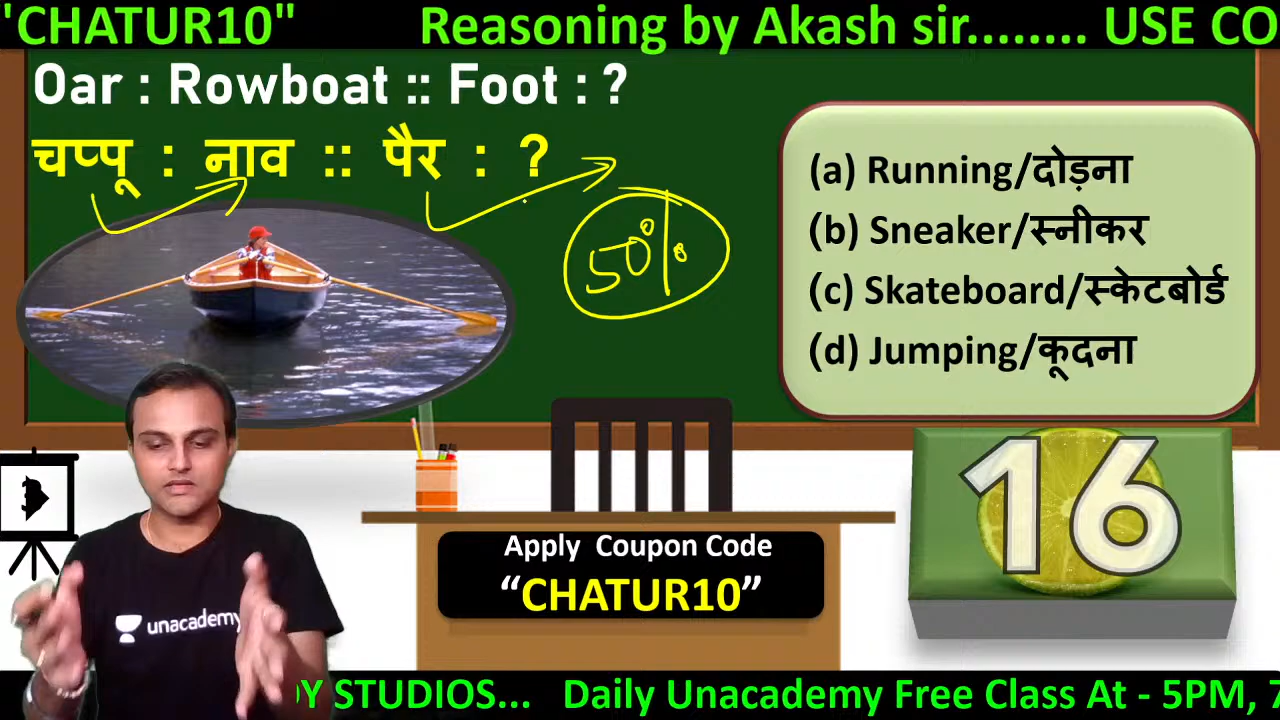 "CHATUR10" Reasoning by Akash sir........ USE CO
Oar : Rowboat :: Foot : ?
चप्पू : नाव :: पैर : ?
50%
(a) Running/दोड़ना
(b) Sneaker/स्नीकर
(c) Skateboard/स्केटबोर्ड
(d) Jumping/कूदना
16
Apply Coupon Code
“CHATUR10”
unacademy
DY STUDIOS... Daily Unacademy Free Class At - 5PM, 7